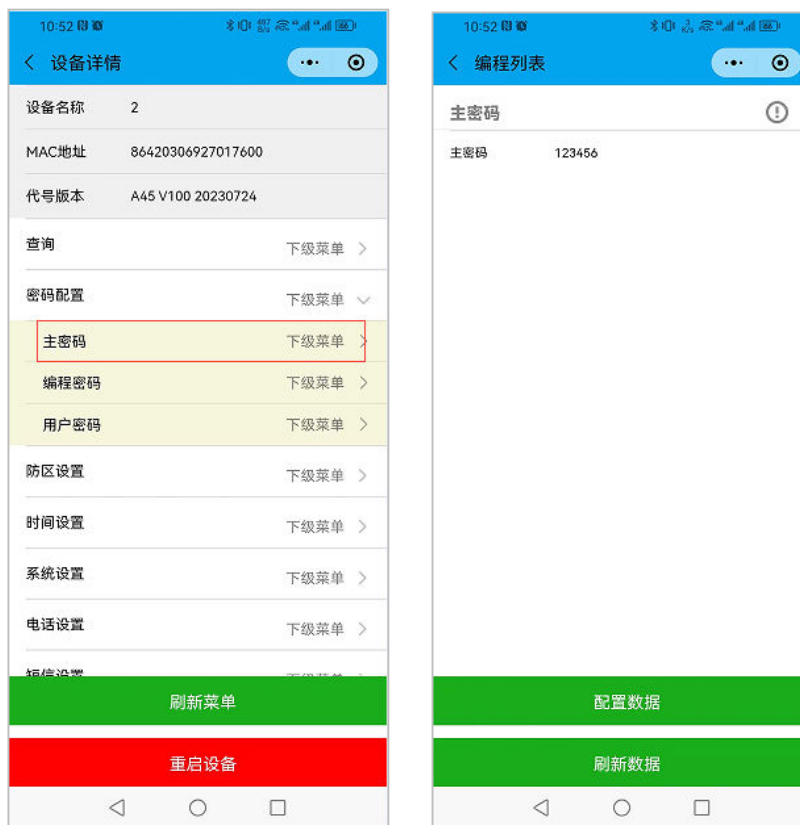 10:52
设备详情
设备名称 2
MAC地址 86420306927017600
代号版本 A45 V100 20230724
查询 下级菜单
密码配置 下级菜单
主密码 下级菜单
编程密码 下级菜单
用户密码 下级菜单
防区设置 下级菜单
时间设置 下级菜单
系统设置 下级菜单
电话设置 下级菜单
刷新菜单
重启设备
10:52
编程列表
主密码
主密码 123456
配置数据
刷新数据